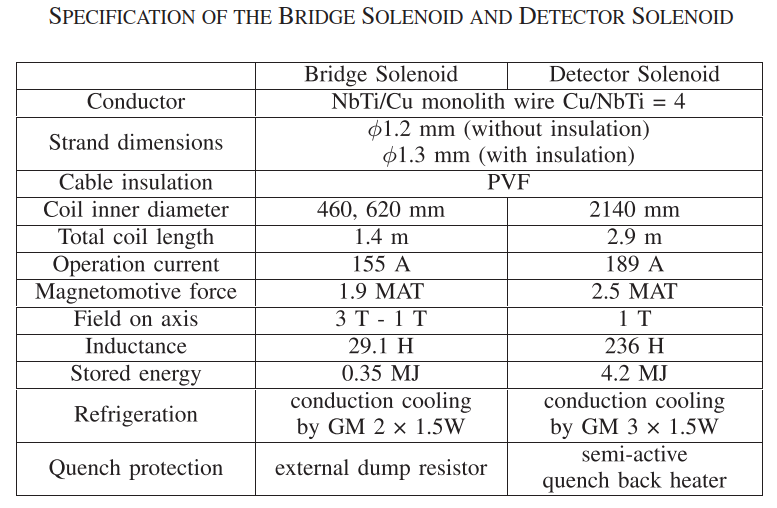 SPECIFICATION OF THE BRIDGE SOLENOID AND DETECTOR SOLENOID
Bridge Solenoid Detector Solenoid
Conductor NbTi/Cu monolith wire Cu/NbTi = 4
Strand dimensions ϕ1.2 mm (without insulation)
ϕ1.3 mm (with insulation)
Cable insulation PVF
Coil inner diameter 460, 620 mm 2140 mm
Total coil length 1.4 m 2.9 m
Operation current 155 A 189 A
Magnetomotive force 1.9 MAT 2.5 MAT
Field on axis 3 T - 1 T 1 T
Inductance 29.1 H 236 H
Stored energy 0.35 MJ 4.2 MJ
Refrigeration conduction cooling conduction cooling
by GM 2 × 1.5W by GM 3 × 1.5W
Quench protection external dump resistor semi-active
quench back heater